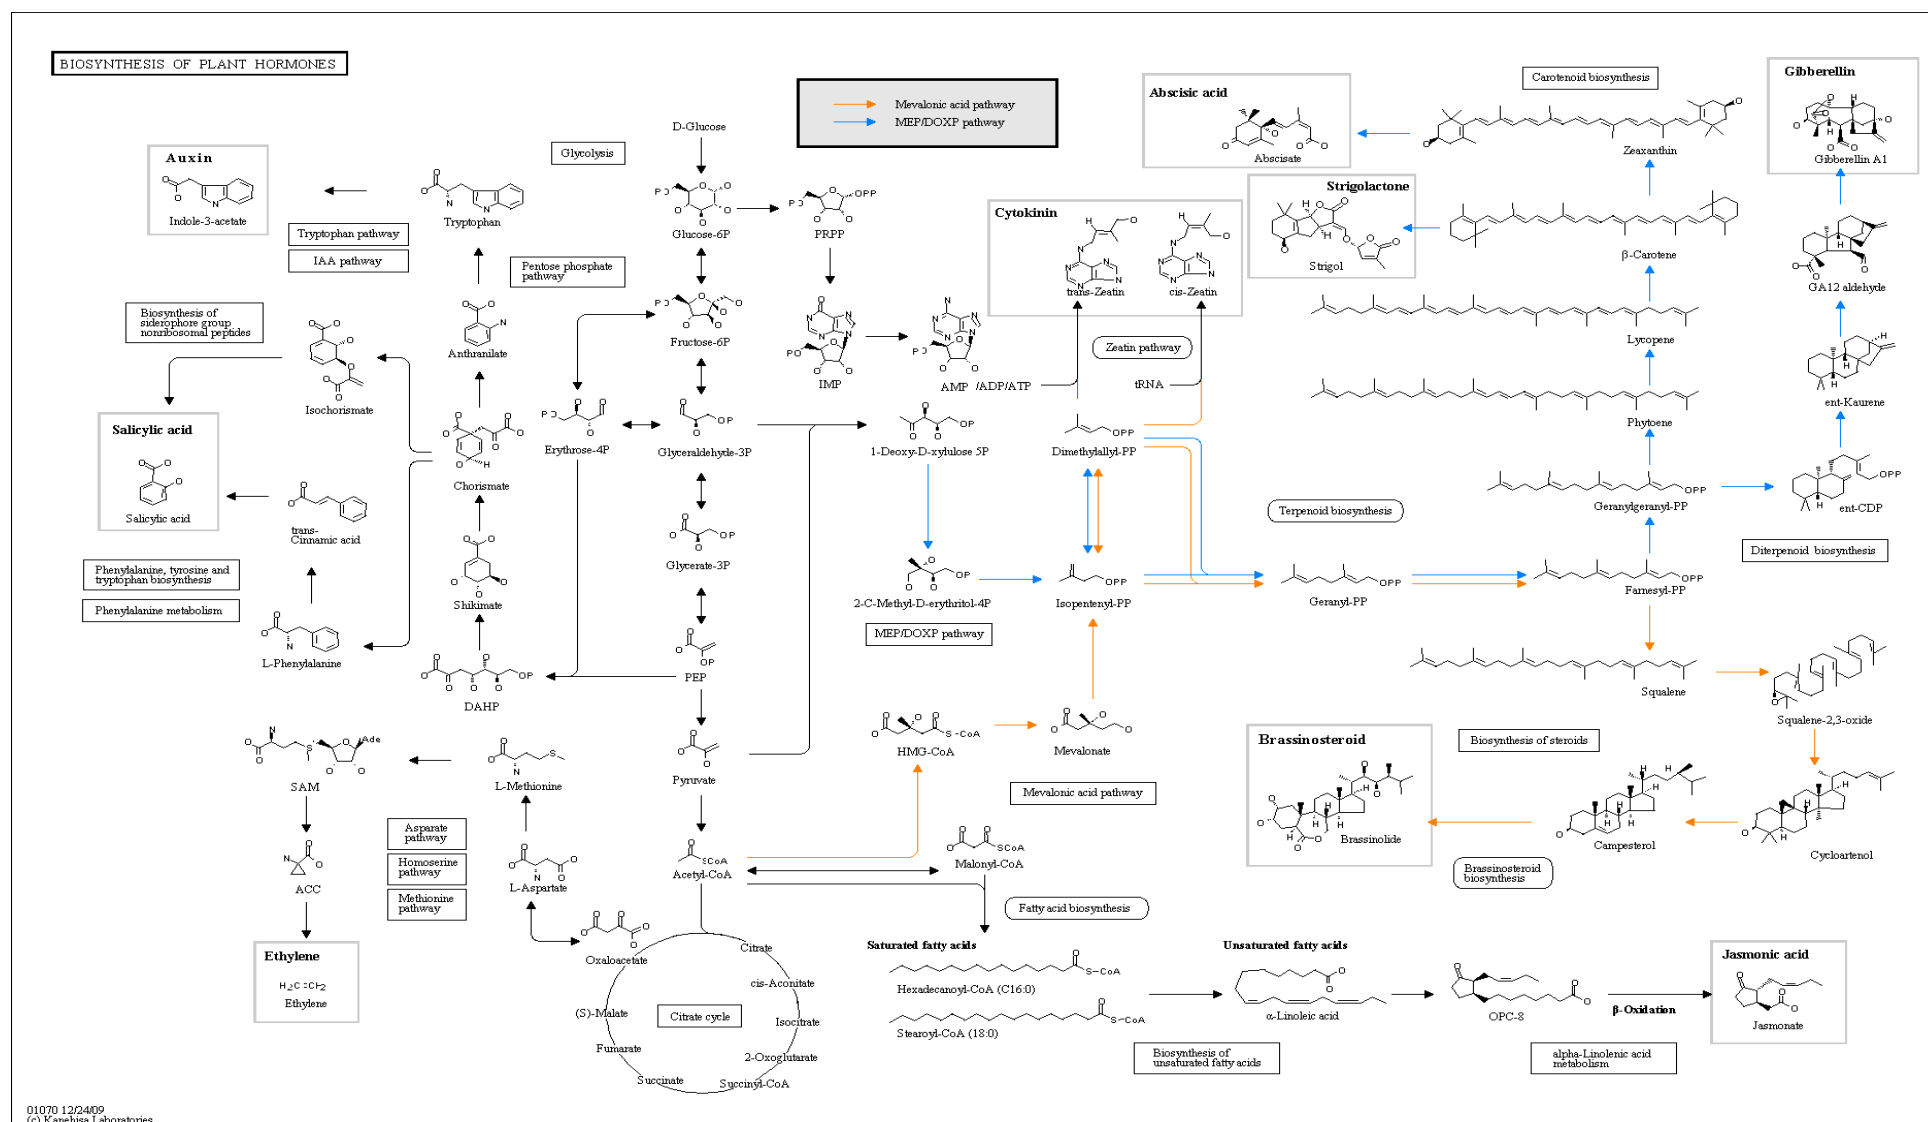 BIOSYNTHESIS OF PLANT HORMONES
Mevalonic acid pathway
MEP/DOXP pathway
Auxin
Indole-3-acetate
Tryptophan
Tryptophan pathway
IAA pathway
Glycolysis
D-Glucose
Glucose-6P
PRPP
Pentose phosphate
pathway
Fructose-6P
IMP
AMP /ADP/ATP
Anthranilate
Biosynthesis of
siderophore group
nonribosomal peptides
Isochorismate
Salicylic acid
Salicylic acid
Chorismate
trans-
Cinnamic acid
Phenylalanine, tyrosine and
tryptophan biosynthesis
Phenylalanine metabolism
L-Phenylalanine
Shikimate
DAHP
Erythrose-4P
Glyceraldehyde-3P
Glycerate-3P
PEP
Pyruvate
Acetyl-CoA
Cytokinin
trans-Zeatin
cis-Zeatin
Zeatin pathway
tRNA
1-Deoxy-D-xylulose 5P
Dimethylallyl-PP
2-C-Methyl-D-erythritol-4P
MEP/DOXP pathway
Isopentenyl-PP
HMG-CoA
Mevalonate
Mevalonic acid pathway
Malonyl-CoA
Fatty acid biosynthesis
Abscisic acid
Abscisate
Strigolactone
Strigol
Carotenoid biosynthesis
Zeaxanthin
β-Carotene
Lycopene
Phytoene
Geranylgeranyl-PP
Gibberellin
Gibberellin A1
GA12 aldehyde
ent-Kaurene
ent-CDP
Diterpenoid biosynthesis
Terpenoid biosynthesis
Geranyl-PP
Farnesyl-PP
Squalene
Squalene-2,3-oxide
Biosynthesis of steroids
Brassinosteroid
Brassinolide
Campesterol
Cycloartenol
Brassinosteroid
biosynthesis
SAM
L-Methionine
ACC
Asparate
pathway
Homoserine
pathway
Methionine
pathway
L-Aspartate
Ethylene
H2C=CH2
Ethylene
Oxaloacetate
Citrate
cis-Aconitate
Isocitrate
2-Oxoglutarate
Succinyl-CoA
Succinate
Fumarate
(S)-Malate
Citrate cycle
Saturated fatty acids
Hexadecanoyl-CoA (C16:0)
Stearoyl-CoA (18:0)
Unsaturated fatty acids
α-Linoleic acid
Biosynthesis of
unsaturated fatty acids
OPC-8
β-Oxidation
alpha-Linolenic acid
metabolism
Jasmonic acid
Jasmonate
01070 12/24/09
(c) Kanehisa Laboratories